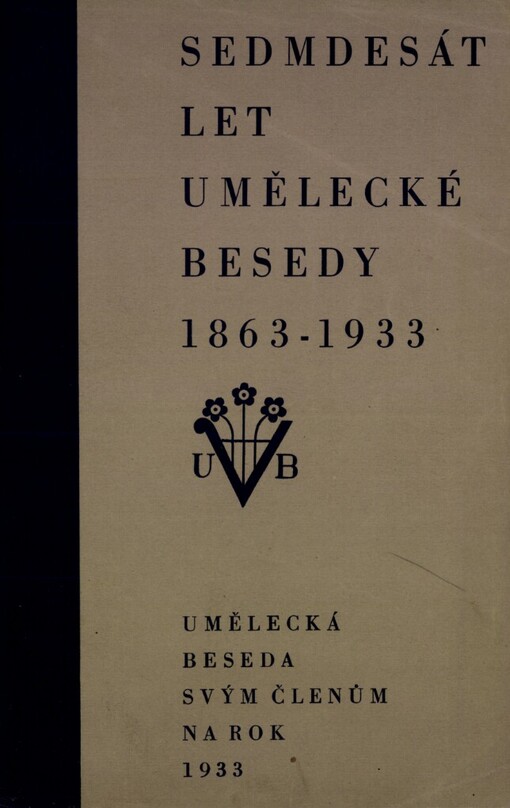 SEDMDESÁT
LET
UMĚLECKÉ
BESEDY
1863-1933
U B
UMĚLECKÁ
BESEDA
SVÝM ČLENŮM
NA ROK
1933